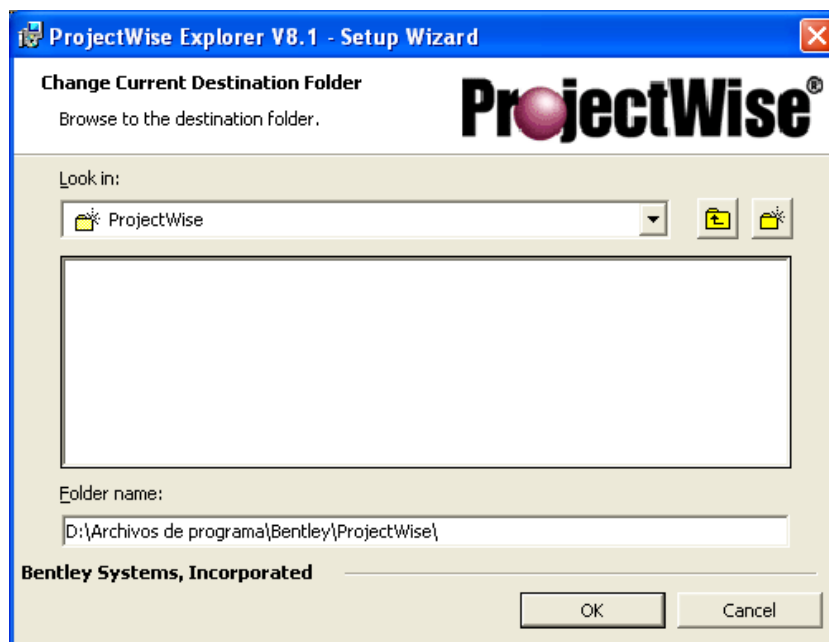 ProjectWise Explorer V8.1 - Setup Wizard
Change Current Destination Folder
Browse to the destination folder.
ProjectWise®
Look in:
ProjectWise
Folder name:
D:\Archivos de programa\Bentley\ProjectWise\
Bentley Systems, Incorporated
OK
Cancel